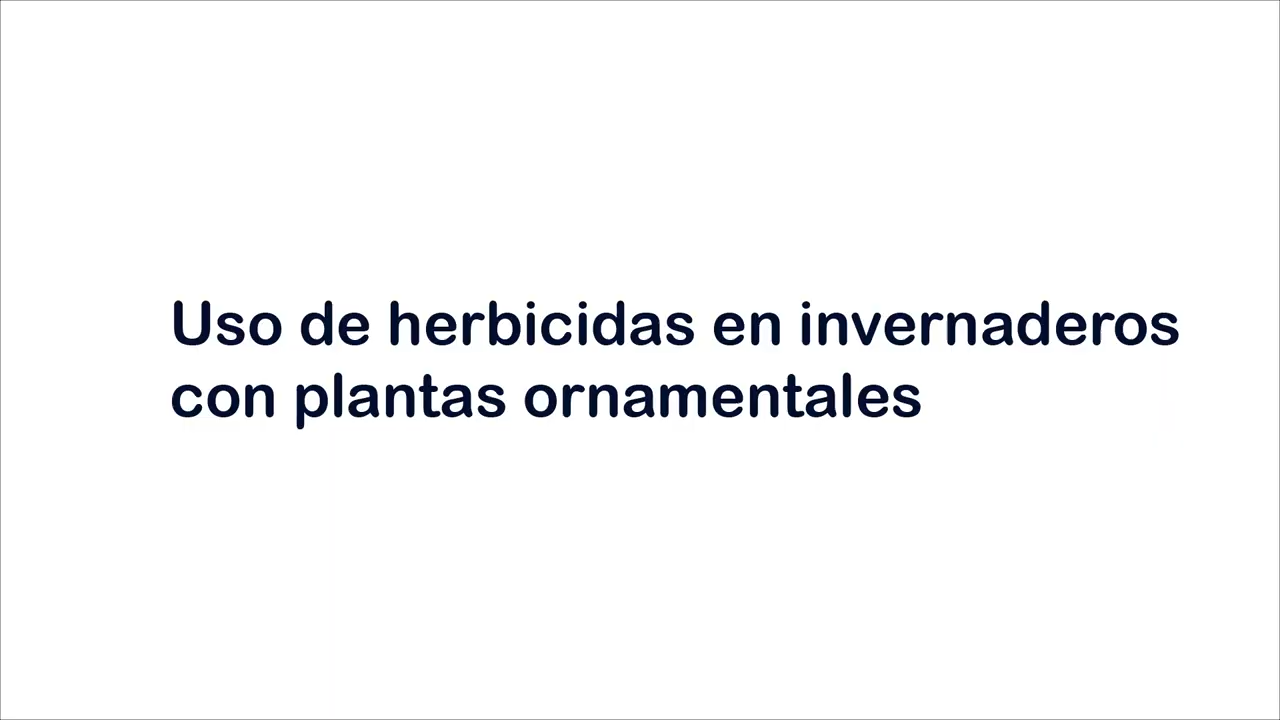 Uso de herbicidas en invernaderos
con plantas ornamentales